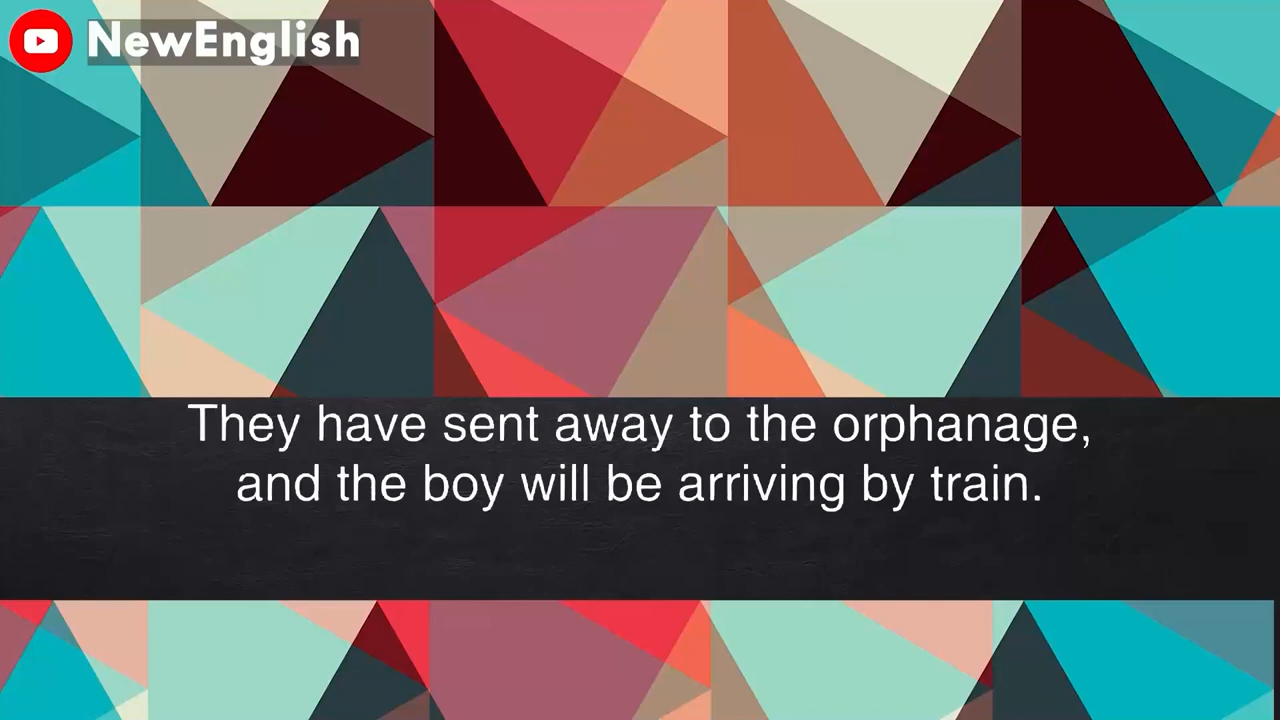 NewEnglish
They have sent away to the orphanage,
and the boy will be arriving by train.